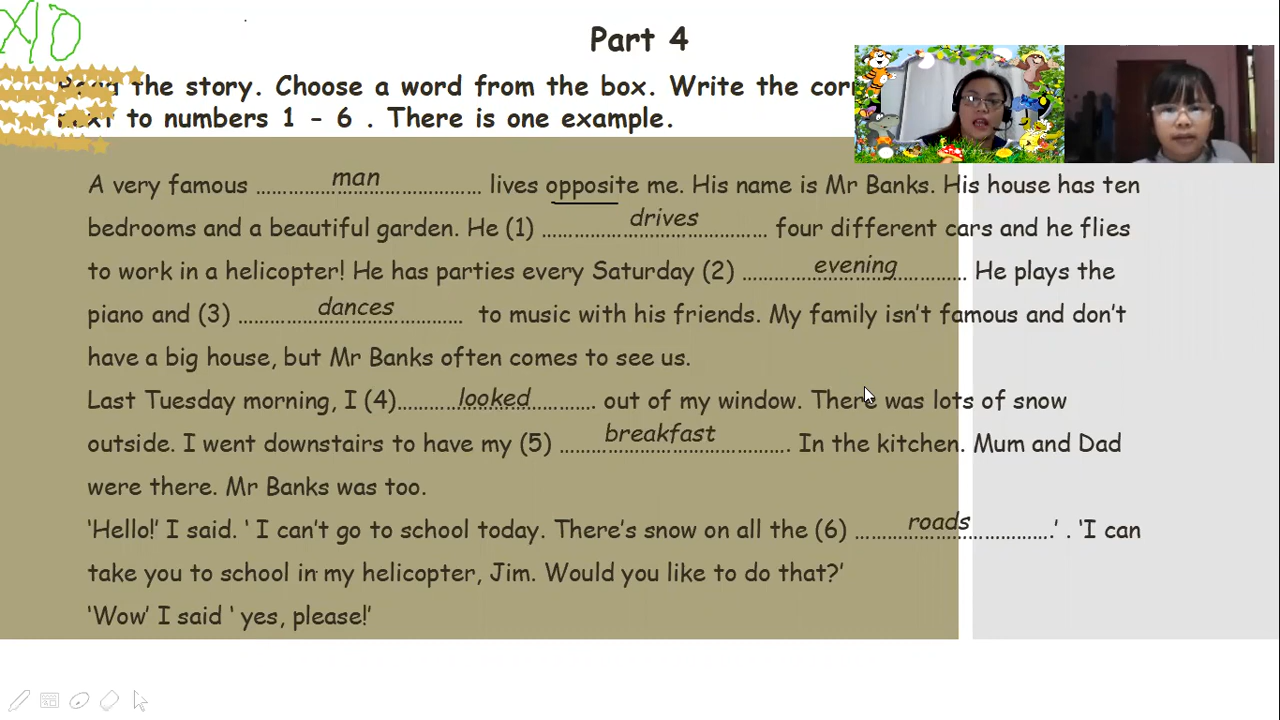 XD
Part 4
Read the story. Choose a word from the box. Write the corr
next to numbers 1 - 6 . There is one example.
A very famous ……………man…………………… lives opposite me. His name is Mr Banks. His house has ten
bedrooms and a beautiful garden. He (1) ……………drives…………………… four different cars and he flies
to work in a helicopter! He has parties every Saturday (2) ……………evening…………………… He plays the
piano and (3) ……………dances…………………… to music with his friends. My family isn't famous and don't
have a big house, but Mr Banks often comes to see us.
Last Tuesday morning, I (4)……………looked…………………… out of my window. There was lots of snow
outside. I went downstairs to have my (5) ……………breakfast…………………… In the kitchen. Mum and Dad
were there. Mr Banks was too.
'Hello!' I said. ' I can't go to school today. There's snow on all the (6) ……………roads……………………' . 'I can
take you to school in my helicopter, Jim. Would you like to do that?'
'Wow' I said ' yes, please!'